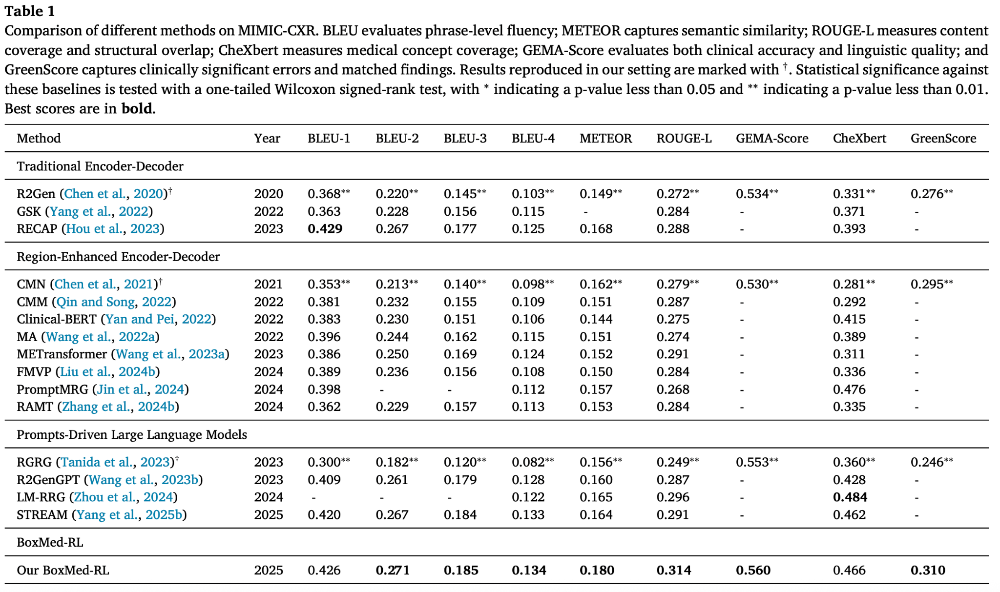 Table 1
Comparison of different methods on MIMIC-CXR. BLEU evaluates phrase-level fluency; METEOR captures semantic similarity; ROUGE-L measures content
coverage and structural overlap; CheXbert measures medical concept coverage; GEMA-Score evaluates both clinical accuracy and linguistic quality; and
GreenScore captures clinically significant errors and matched findings. Results reproduced in our setting are marked with †. Statistical significance against
these baselines is tested with a one-tailed Wilcoxon signed-rank test, with * indicating a p-value less than 0.05 and ** indicating a p-value less than 0.01.
Best scores are in bold.
Method Year BLEU-1 BLEU-2 BLEU-3 BLEU-4 METEOR ROUGE-L GEMA-Score CheXbert GreenScore
Traditional Encoder-Decoder
R2Gen (Chen et al., 2020)† 2020 0.368** 0.220** 0.145** 0.103** 0.149** 0.272** 0.534** 0.331** 0.276**
GSK (Yang et al., 2022) 2022 0.363 0.228 0.156 0.115 - 0.284 - 0.371 -
RECAP (Hou et al., 2023) 2023 0.429 0.267 0.177 0.125 0.168 0.288 - 0.393 -
Region-Enhanced Encoder-Decoder
CMN (Chen et al., 2021)† 2021 0.353** 0.213** 0.140** 0.098** 0.162** 0.279** 0.530** 0.281** 0.295**
CMM (Qin and Song, 2022) 2022 0.381 0.232 0.155 0.109 0.151 0.287 - 0.292 -
Clinical-BERT (Yan and Pei, 2022) 2022 0.383 0.230 0.151 0.106 0.144 0.275 - 0.415 -
MA (Wang et al., 2022a) 2022 0.396 0.244 0.162 0.115 0.151 0.274 - 0.389 -
METransformer (Wang et al., 2023a) 2023 0.386 0.250 0.169 0.124 0.152 0.291 - 0.311 -
FMVP (Liu et al., 2024b) 2024 0.389 0.236 0.156 0.108 0.150 0.284 - 0.336 -
PromptMRG (Jin et al., 2024) 2024 0.398 - - 0.112 0.157 0.268 - 0.476 -
RAMT (Zhang et al., 2024b) 2024 0.362 0.229 0.157 0.113 0.153 0.284 - 0.335 -
Prompts-Driven Large Language Models
RGRG (Tanida et al., 2023)† 2023 0.300** 0.182** 0.120** 0.082** 0.156** 0.249** 0.553** 0.360** 0.246**
R2GenGPT (Wang et al., 2023b) 2023 0.409 0.261 0.179 0.128 0.160 0.287 - 0.428 -
LM-RRG (Zhou et al., 2024) 2024 - - - 0.122 0.165 0.296 - 0.484 -
STREAM (Yang et al., 2025b) 2025 0.420 0.267 0.184 0.133 0.164 0.291 - 0.462 -
BoxMed-RL
Our BoxMed-RL 2025 0.426 0.271 0.185 0.134 0.180 0.314 0.560 0.466 0.310